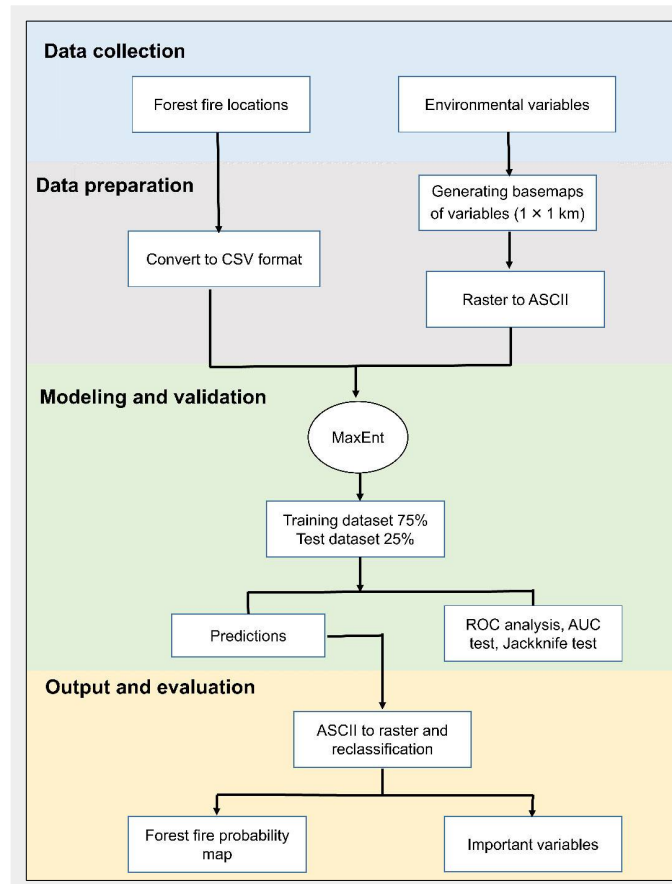 Data collection
Forest fire locations
Environmental variables
Data preparation
Generating basemaps
of variables (1 × 1 km)
Convert to CSV format
Raster to ASCII
Modeling and validation
MaxEnt
Training dataset 75%
Test dataset 25%
Predictions
ROC analysis, AUC
test, Jackknife test
Output and evaluation
ASCII to raster and
reclassification
Forest fire probability
map
Important variables